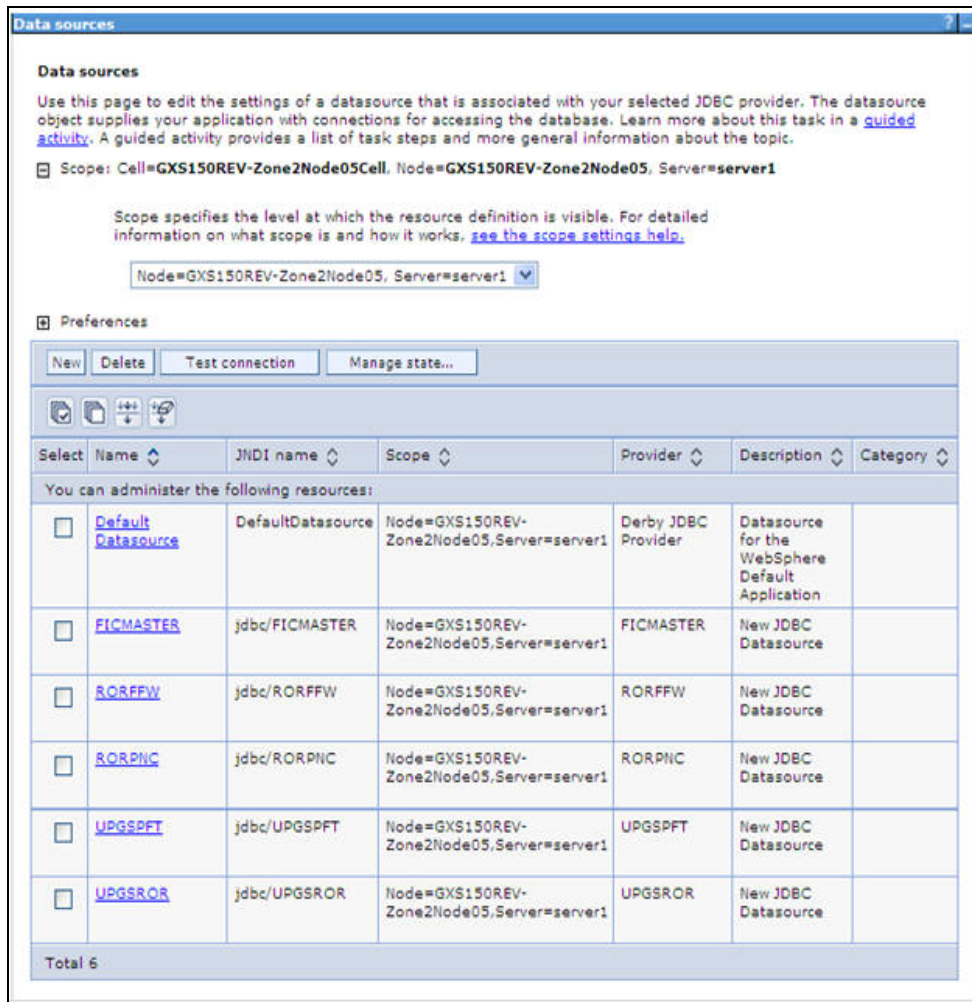 Data sources
?
Data sources
Use this page to edit the settings of a datasource that is associated with your selected JDBC provider. The datasource
object supplies your application with connections for accessing the database. Learn more about this task in a guided
activity. A guided activity provides a list of task steps and more general information about the topic.
Scope: Cell=GXS150REV-Zone2Node05Cell, Node=GXS150REV-Zone2Node05, Server=server1
Scope specifies the level at which the resource definition is visible. For detailed
information on what scope is and how it works, see the scope settings help.
Node=GXS150REV-Zone2Node05, Server=server1
Preferences
New Delete Test connection Manage state...
Select Name JNDI name Scope Provider Description Category
You can administer the following resources:
Default DefaultDatasource Node=GXS150REV- Derby JDBC Datasource
Datasource Zone2Node05,Server=server1 Provider for the
WebSphere
Default
Application
FICMASTER jdbc/FICMASTER Node=GXS150REV- FICMASTER New JDBC
Zone2Node05,Server=server1 Datasource
RORFFW jdbc/RORFFW Node=GXS150REV- RORFFW New JDBC
Zone2Node05,Server=server1 Datasource
RORPNC jdbc/RORPNC Node=GXS150REV- RORPNC New JDBC
Zone2Node05,Server=server1 Datasource
UPGSPFT jdbc/UPGSPFT Node=GXS150REV- UPGSPFT New JDBC
Zone2Node05,Server=server1 Datasource
UPGSROR jdbc/UPGSROR Node=GXS150REV- UPGSROR New JDBC
Zone2Node05,Server=server1 Datasource
Total 6